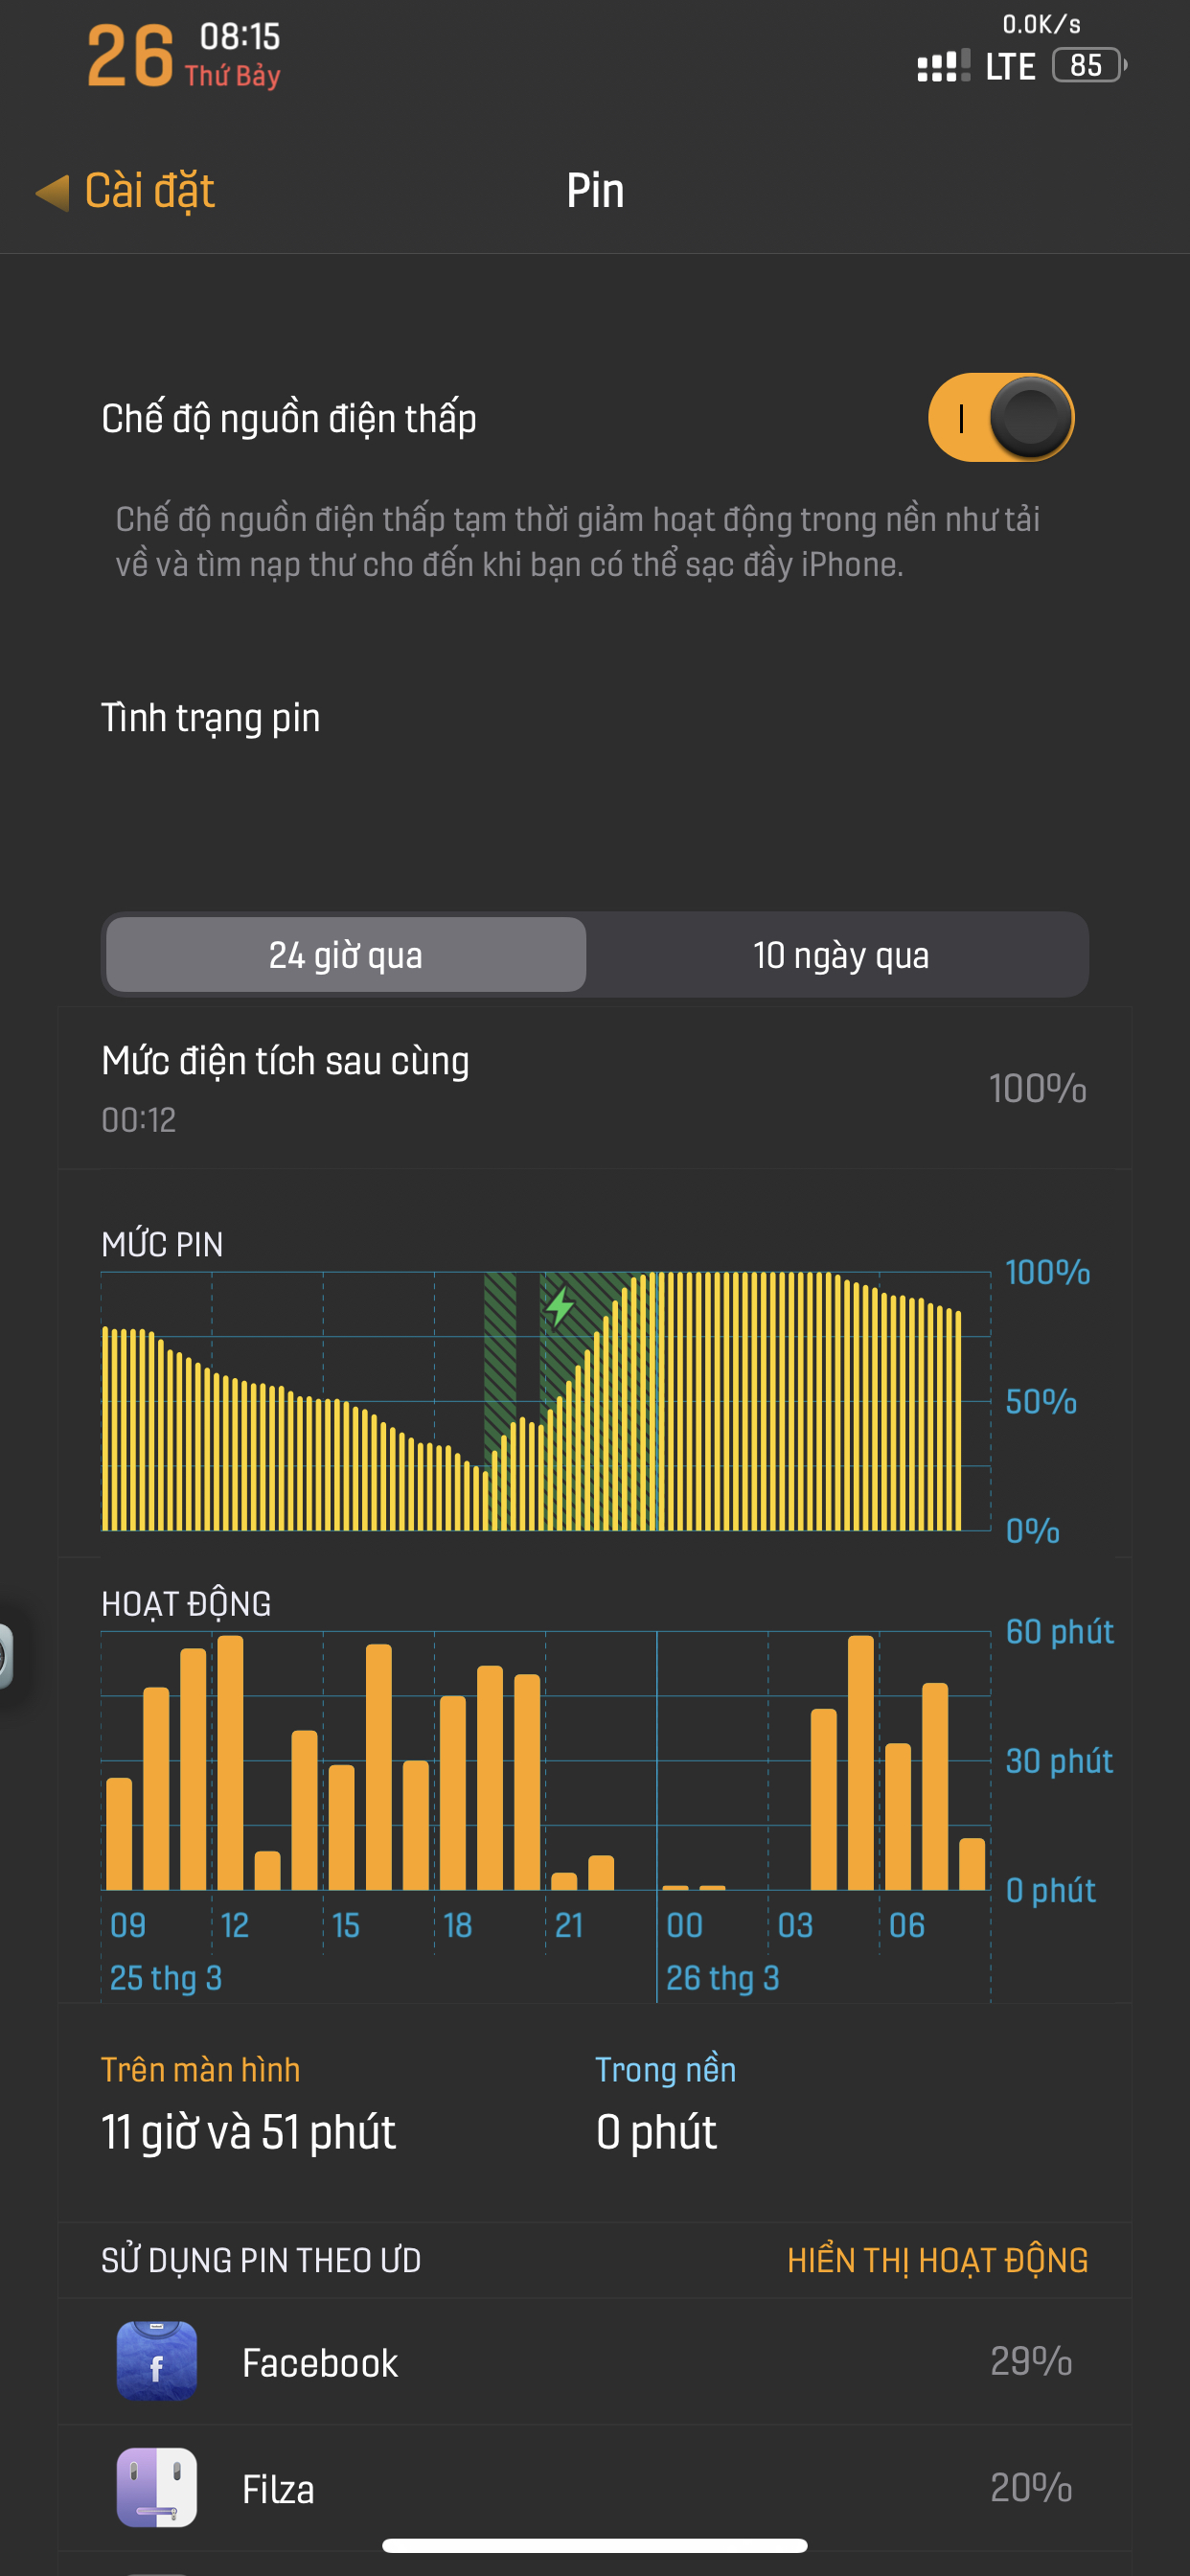 26 08:15
Thứ Bảy
0.0K/s
LTE 85
Cài đặt
Pin
Chế độ nguồn điện thấp
Chế độ nguồn điện thấp tạm thời giảm hoạt động trong nền như tải
về và tìm nạp thư cho đến khi bạn có thể sạc đầy iPhone.
Tình trạng pin
24 giờ qua
10 ngày qua
Mức điện tích sau cùng
00:12
100%
MỨC PIN
100%
50%
0%
HOẠT ĐỘNG
60 phút
30 phút
0 phút
09 12 15 18 21 00 03 06
25 thg 3 26 thg 3
Trên màn hình
11 giờ và 51 phút
Trong nền
0 phút
SỬ DỤNG PIN THEO ƯD
HIỂN THỊ HOẠT ĐỘNG
f
Facebook 29%
Filza 20%